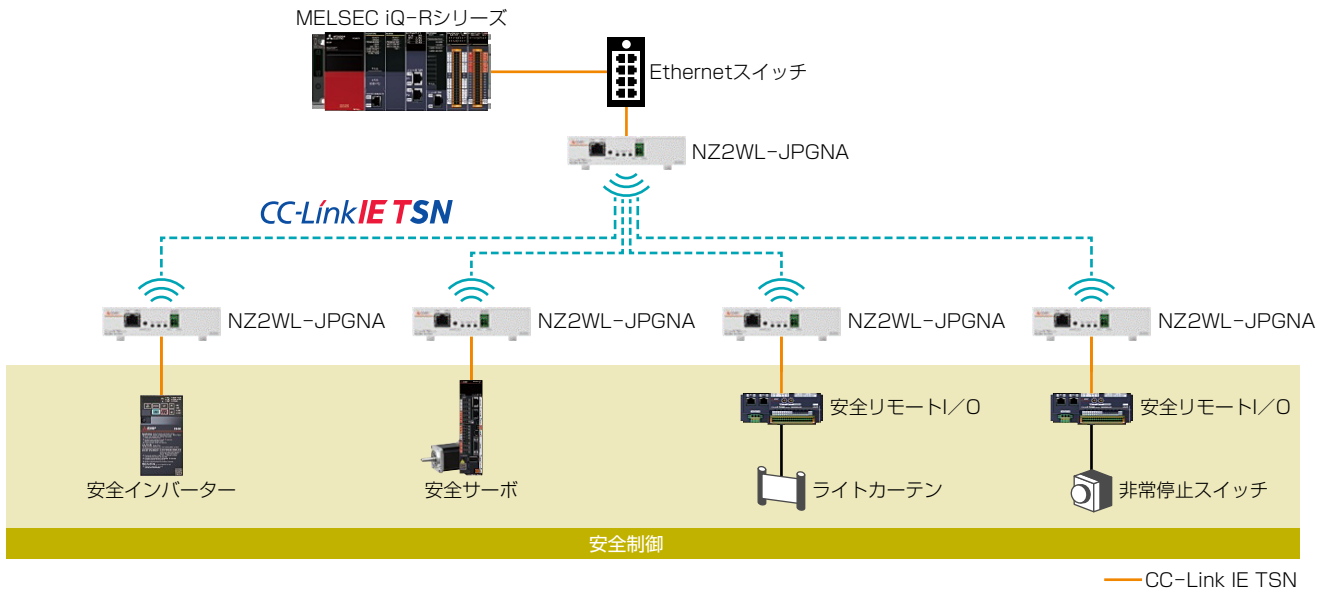 MELSEC iQ-Rシリーズ
Ethernetスイッチ
NZ2WL-JPGNA
CC-Link IE TSN
NZ2WL-JPGNA
NZ2WL-JPGNA
NZ2WL-JPGNA
NZ2WL-JPGNA
安全リモートI/O
安全リモートI/O
安全インバーター
安全サーボ
ライトカーテン
非常停止スイッチ
安全制御
CC-Link IE TSN